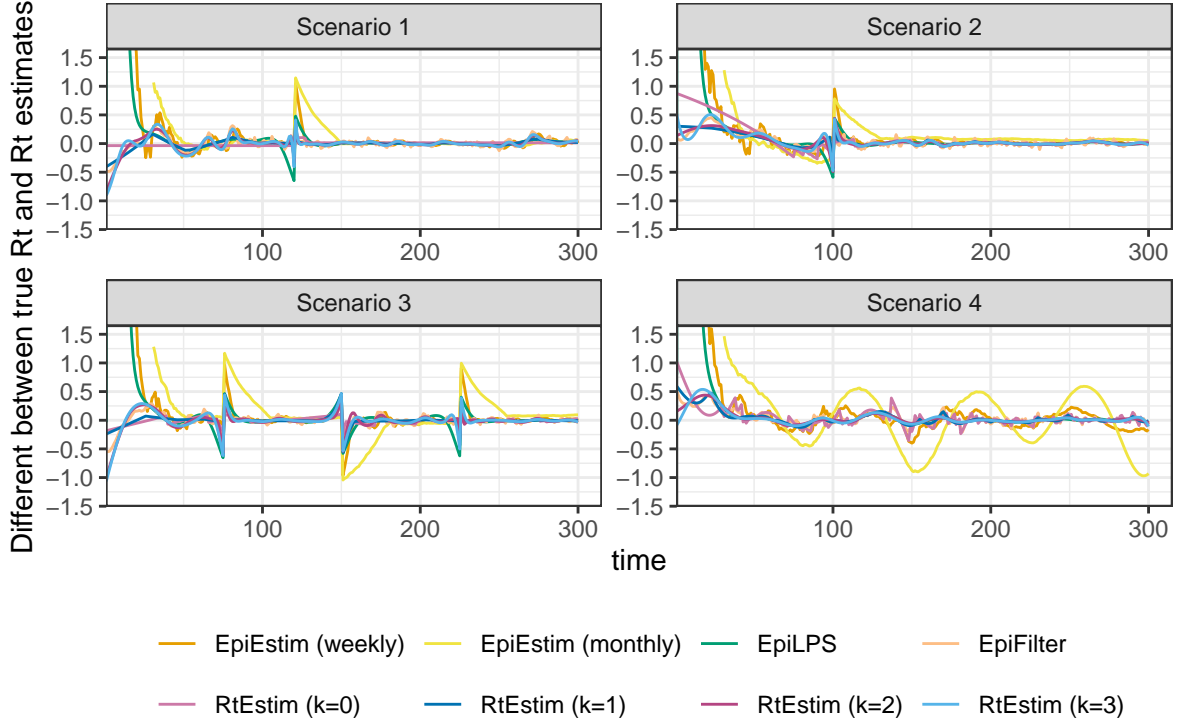 Different between true Rt and Rt estimates
Scenario 1
Scenario 2
1.5
1.0
0.5
0.0
−0.5
−1.0
−1.5
100
200
300
1.5
1.0
0.5
0.0
−0.5
−1.0
−1.5
100
200
300
Scenario 3
Scenario 4
1.5
1.0
0.5
0.0
−0.5
−1.0
−1.5
100
200
300
1.5
1.0
0.5
0.0
−0.5
−1.0
−1.5
100
200
300
time
EpiEstim (weekly)
EpiEstim (monthly)
EpiLPS
EpiFilter
RtEstim (k=0)
RtEstim (k=1)
RtEstim (k=2)
RtEstim (k=3)